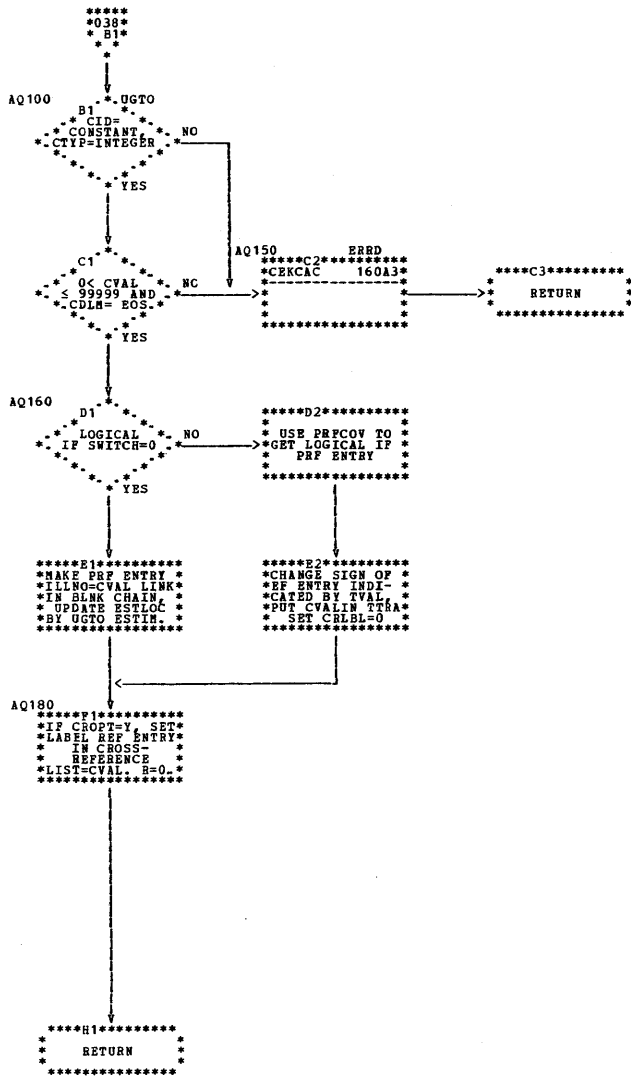 *038*
* B1*
AQ100
B1 UGTO
CID=
CONSTANT,
CTYP=INTEGER
NO
YES
AQ150 ERRD
C1
0< CVAL
≤ 99999 AND
CDLM= EOS.
NO
YES
*****C2**********
*CEKCAC 160A3*
****C3*********
RETURN
AQ160
D1
LOGICAL
IF SWITCH=0
NO
YES
*****D2**********
USE PRFCOV TO
*GET LOGICAL IF *
PRF ENTRY
*****E1**********
*MAKE PRF ENTRY *
*ILLNO=CVAL LINK*
*IN BLNK CHAIN, *
* UPDATE ESTLOC *
*BY UGTO ESTIM. *
*****E2**********
*CHANGE SIGN OF *
*EF ENTRY INDI- *
*CATED BY TVAL, *
*PUT CVALIN TTRA*
* SET CRLBL=0 *
AQ180
*****F1**********
*IF CROPT=Y, SET*
*LABEL REF ENTRY*
* IN CROSS- *
* REFERENCE *
*LIST=CVAL. B=0.*
****H1*********
RETURN